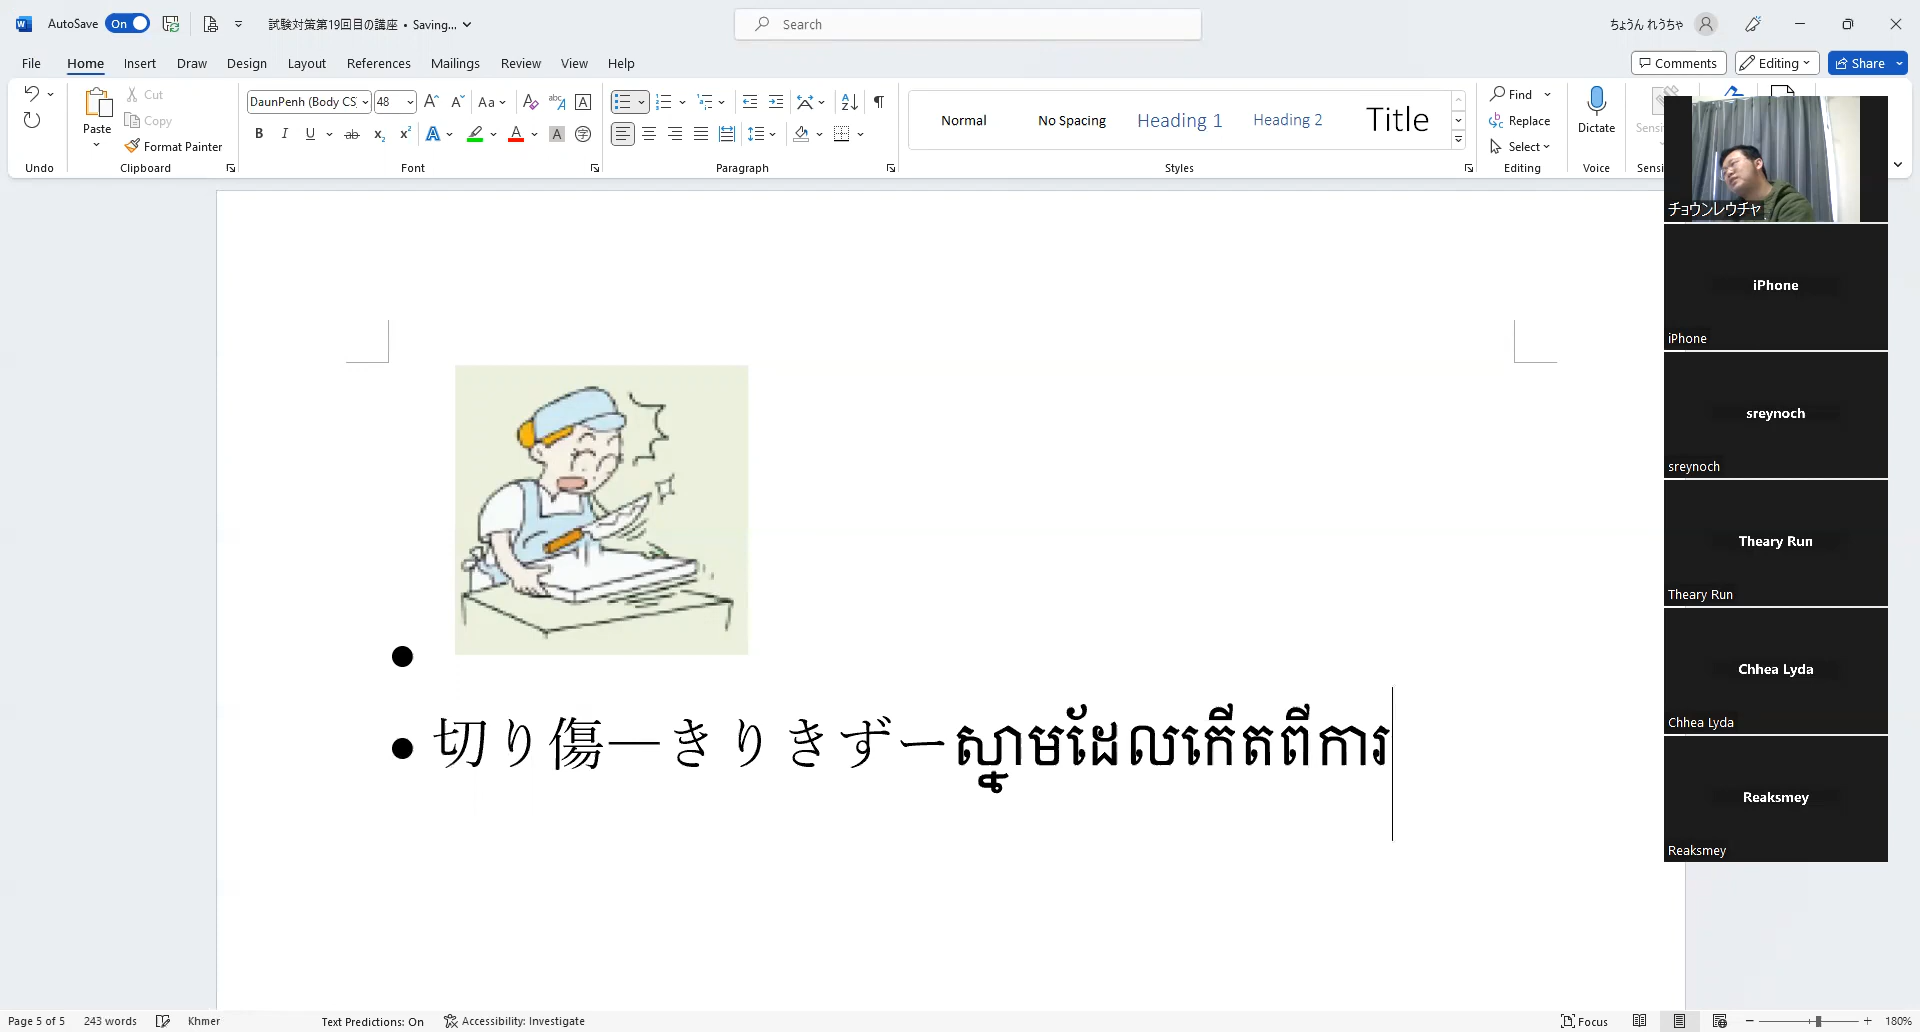 AutoSave On 試験対策第19回目の講座 • Saving... Search ちょうん れうちゃ
File Home Insert Draw Design Layout References Mailings Review View Help Comments Editing Share
Cut
Copy
Paste
Format Painter
DaunPenh (Body CS 48
Normal No Spacing Heading 1 Heading 2 Title
Find
Replace
Select
Dictate
Undo Clipboard Font Paragraph Styles Editing Voice Sensi
チョウンレウチャ
iPhone
iPhone
sreynoch
sreynoch
Theary Run
Theary Run
Chhea Lyda
Chhea Lyda
Reaksmey
Reaksmey
● 切り傷―きりきずーស្នាមដែលកើតពីការ
Page 5 of 5 243 words Khmer Text Predictions: On Accessibility: Investigate Focus 180%